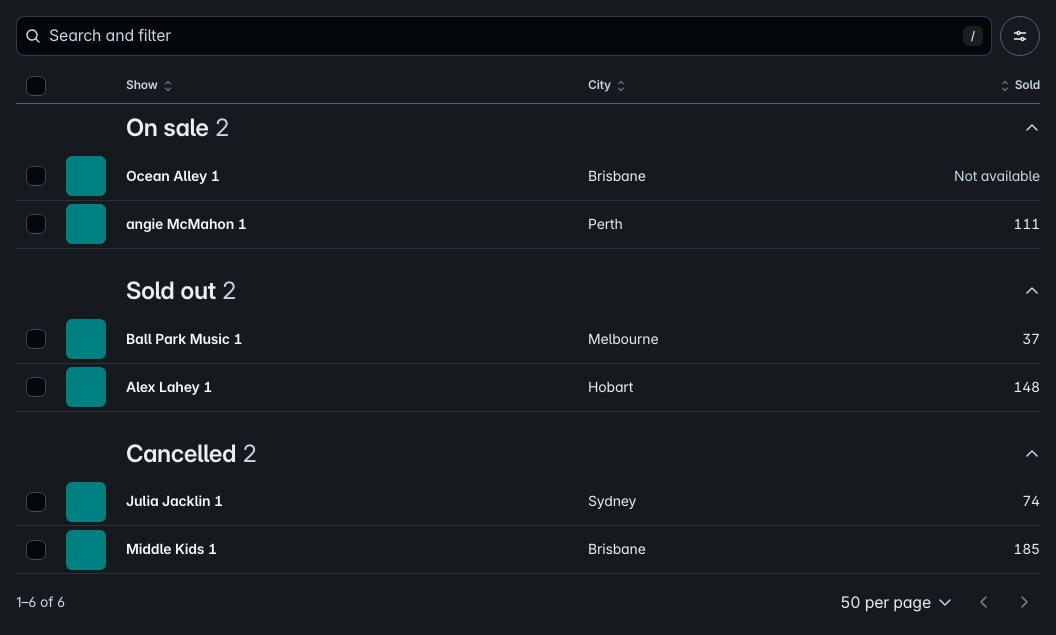 Search and filter /
Show City Sold
On sale 2
Ocean Alley 1 Brisbane Not available
angie McMahon 1 Perth 111
Sold out 2
Ball Park Music 1 Melbourne 37
Alex Lahey 1 Hobart 148
Cancelled 2
Julia Jacklin 1 Sydney 74
Middle Kids 1 Brisbane 185
1–6 of 6 50 per page